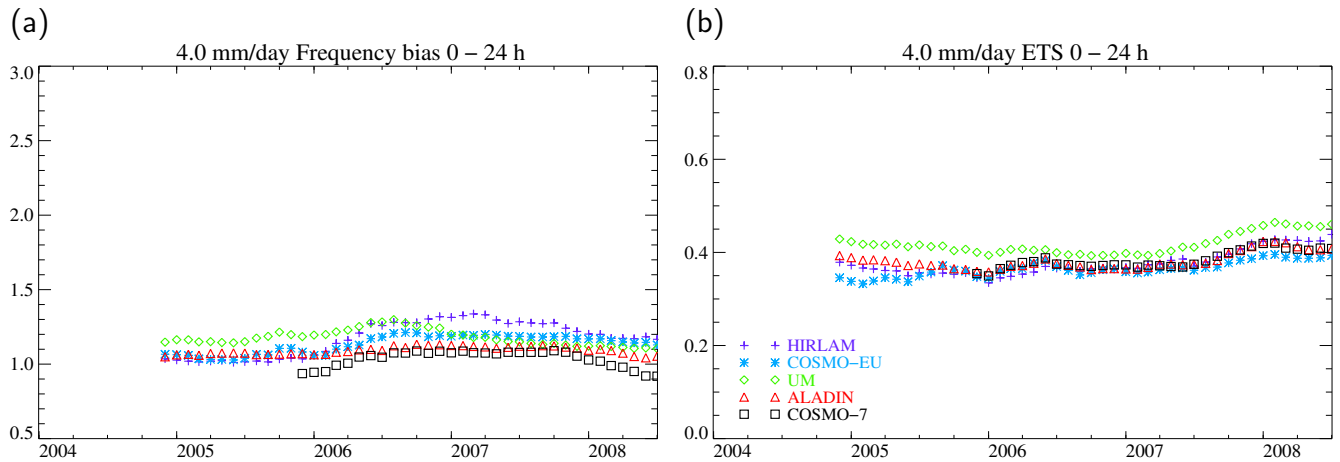 (a)
4.0 mm/day Frequency bias 0 – 24 h
3.0
2.5
2.0
1.5
1.0
0.5
2004 2005 2006 2007 2008
(b)
4.0 mm/day ETS 0 – 24 h
0.8
0.6
0.4
0.2
0.0
HIRLAM
COSMO–EU
UM
ALADIN
COSMO–7
2004 2005 2006 2007 2008